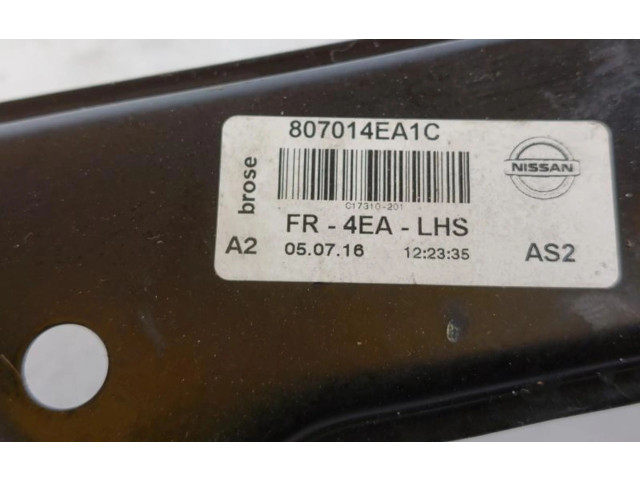 807014EA1C
brose
NISSAN
C17310-201
FR - 4EA - LHS
A2
05.07.16
12:23:35
AS2